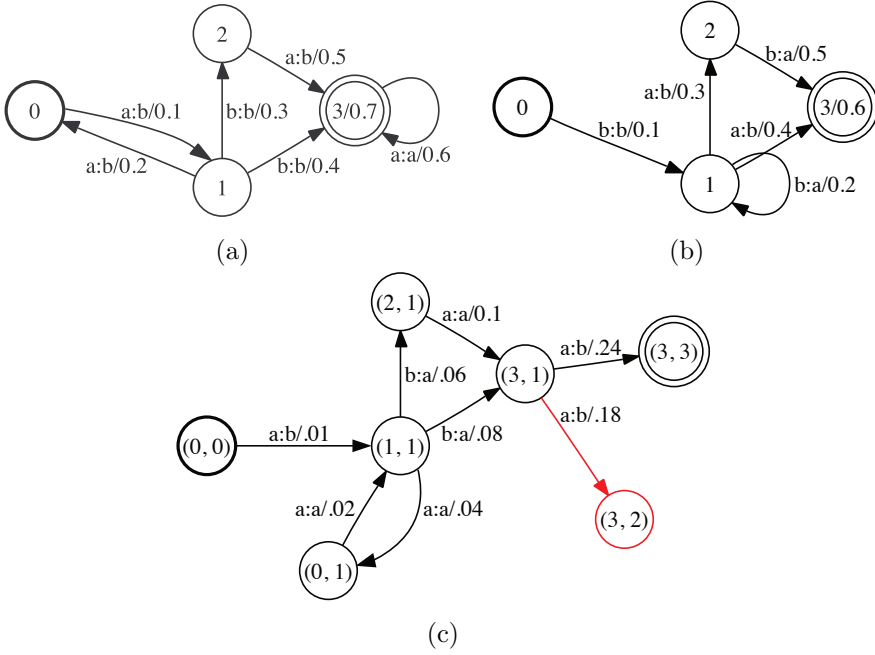 2
a:b/0.5
0
a:b/0.1
b:b/0.3
3/0.7
a:b/0.2
b:b/0.4
a:a/0.6
1
(a)
2
b:a/0.5
0
a:b/0.3
3/0.6
b:b/0.1
a:b/0.4
1
b:a/0.2
(b)
(2, 1)
a:a/0.1
a:b/.24
(3, 3)
b:a/.06
(3, 1)
a:b/.18
b:a/.08
(0, 0)
a:b/.01
(1, 1)
a:a/.02
a:a/.04
(3, 2)
(0, 1)
(c)